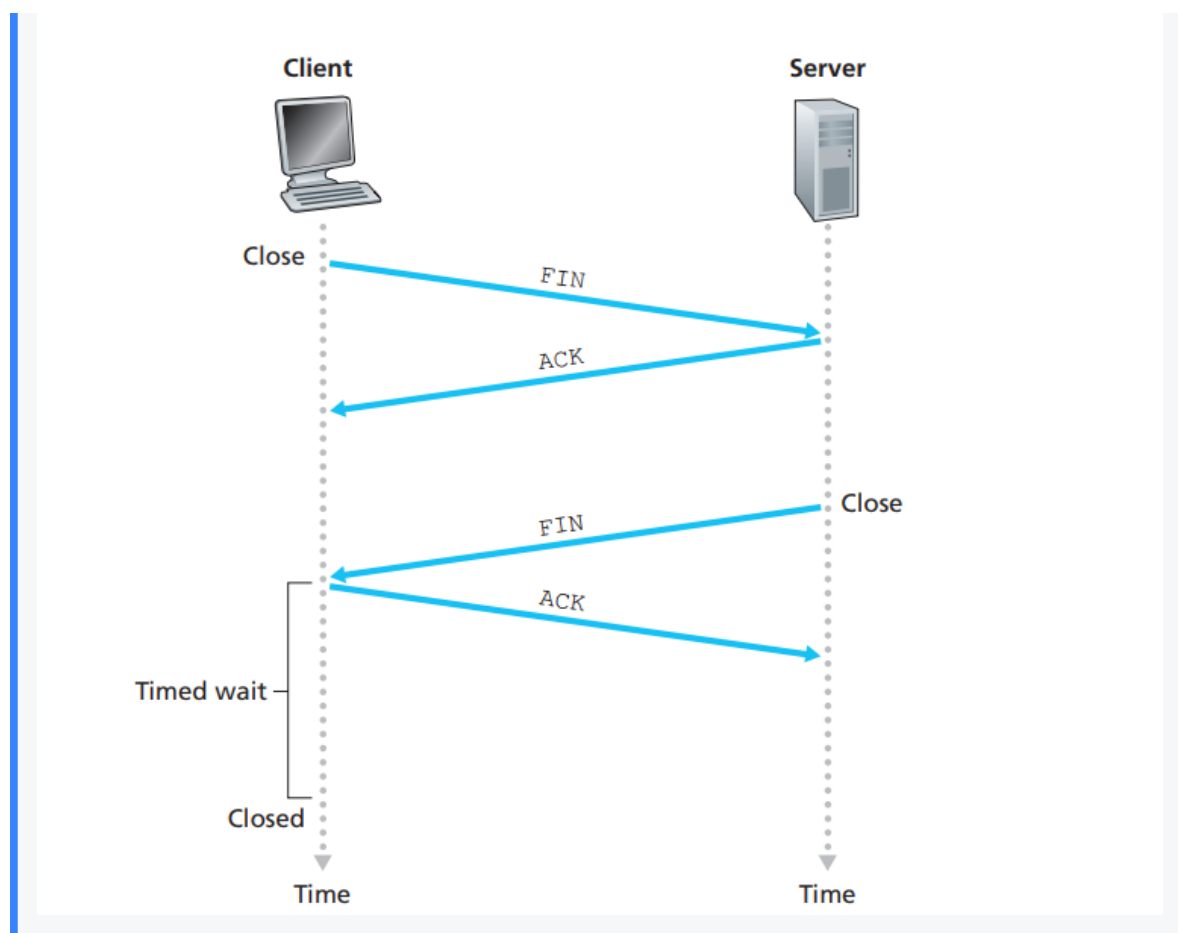 Client
Server
Close
FIN
ACK
Close
FIN
ACK
Timed wait
Closed
Time
Time